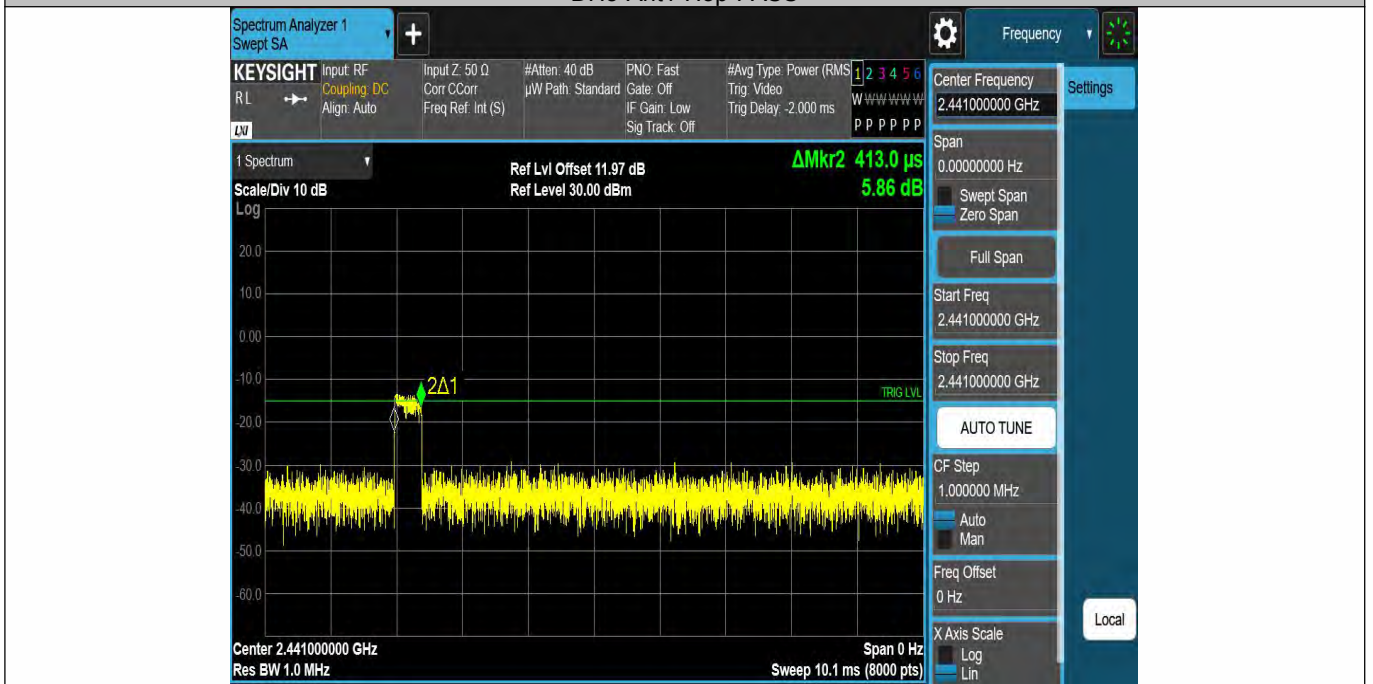 Spectrum Analyzer 1
Swept SA
+
Frequency
KEYSIGHT
RL
LXI
Input: RF
Coupling: DC
Align: Auto
Input Z: 50 Ω
Corr CCorr
Freq Ref: Int (S)
#Atten: 40 dB
µW Path: Standard
PNO: Fast
Gate: Off
IF Gain: Low
Sig Track: Off
#Avg Type: Power (RMS
Trig: Video
Trig Delay: -2.000 ms
1 2 3 4 5 6
W W W W W W
P P P P P P
1 Spectrum
Scale/Div 10 dB
Log
Ref Lvl Offset 11.97 dB
Ref Level 30.00 dBm
ΔMkr2 413.0 µs
5.86 dB
20.0
10.0
0.00
-10.0
-20.0
-30.0
-40.0
-50.0
-60.0
2Δ1
TRIG LVL
Center 2.441000000 GHz
Res BW 1.0 MHz
Span 0 Hz
Sweep 10.1 ms (8000 pts)
Center Frequency
2.441000000 GHz
Settings
Span
0.00000000 Hz
Swept Span
Zero Span
Full Span
Start Freq
2.441000000 GHz
Stop Freq
2.441000000 GHz
AUTO TUNE
CF Step
1.000000 MHz
Auto
Man
Freq Offset
0 Hz
X Axis Scale
Log
Lin
Local